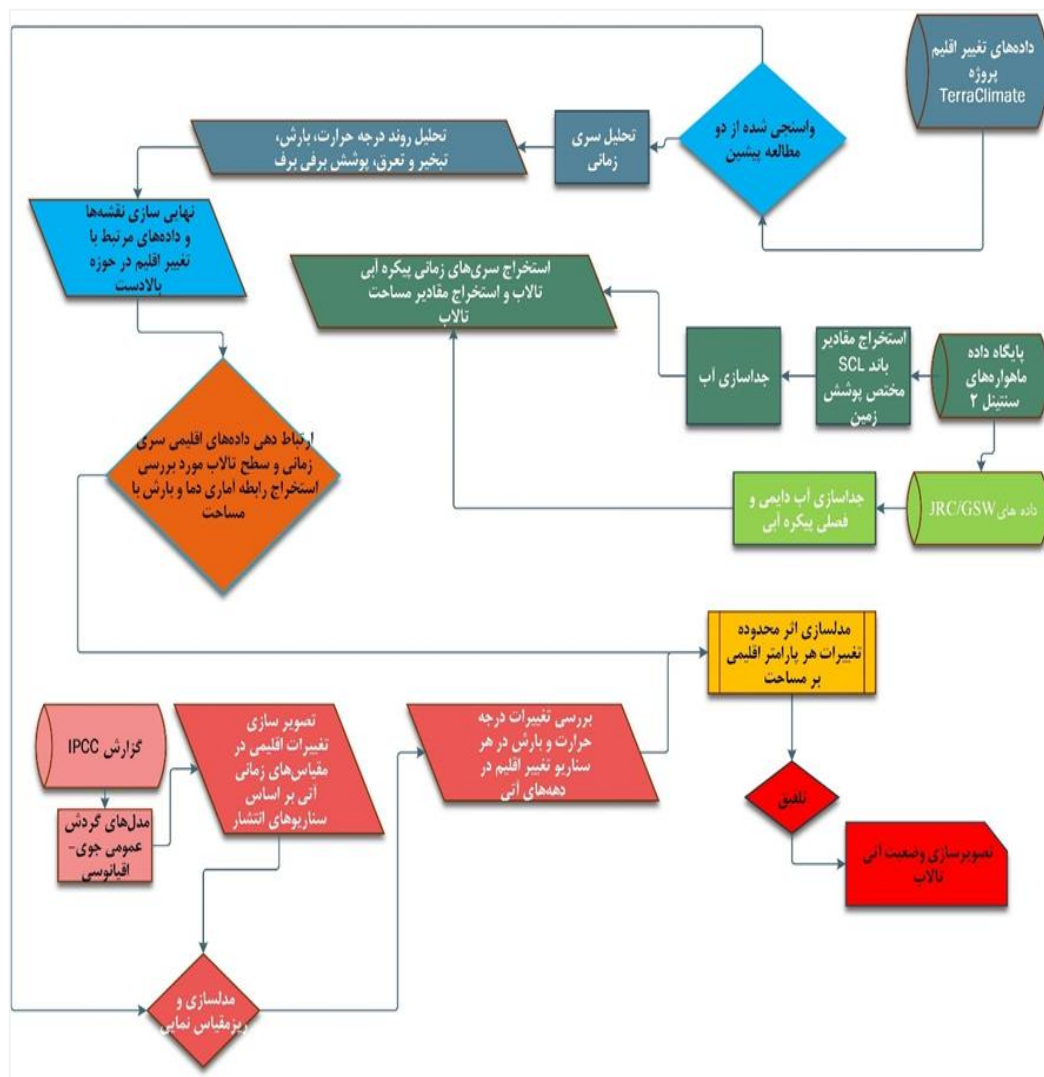 داده‌های تغییر اقلیم
پروژه
TerraClimate
واسنجی شده از دو
مطالعه پیشین
تحلیل سری
زمانی
تحلیل روند درجه حرارت، بارش،
تبخیر و تعرق، پوشش برفی برف
نهایی سازی نقشه‌ها
و داده‌های مرتبط با
تغییر اقلیم در حوزه
بالادست
استخراج سری‌های زمانی پیکره آبی
تالاب و استخراج مقادیر مساحت
تالاب
جداسازی آب
استخراج مقادیر
باند SCL
مختص پوشش
زمین
پایگاه داده
ماهواره‌های
سنتینل ۲
ارتباط دهی داده‌های اقلیمی سری
زمانی و سطح تالاب مورد بررسی
استخراج رابطه آماری دما و بارش با
مساحت
جداسازی آب دایمی و
فصلی پیکره آبی
داده های JRC/GSW
مدلسازی اثر محدوده
تغییرات هر پارامتر اقلیمی
بر مساحت
گزارش IPCC
مدل‌های گردش
عمومی جوی-
اقیانوسی
تصویر سازی
تغییرات اقلیمی در
مقیاس‌های زمانی
آتی بر اساس
سناریوهای انتشار
بررسی تغییرات درجه
حرارت و بارش در هر
سناریو تغییر اقلیم در
دهه‌های آتی
تلفیق
تصویرسازی وضعیت آتی
تالاب
مدلسازی و
ریزمقیاس نمایی